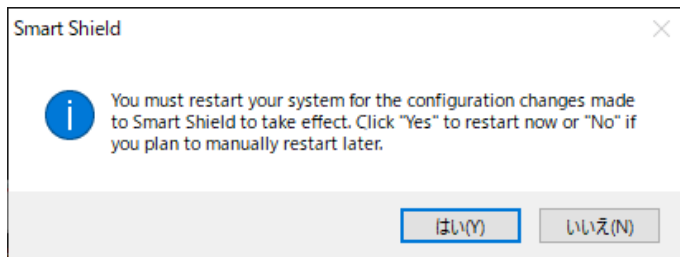 Smart Shield
You must restart your system for the configuration changes made
to Smart Shield to take effect. Click "Yes" to restart now or "No" if
you plan to manually restart later.
はい(Y)
いいえ(N)